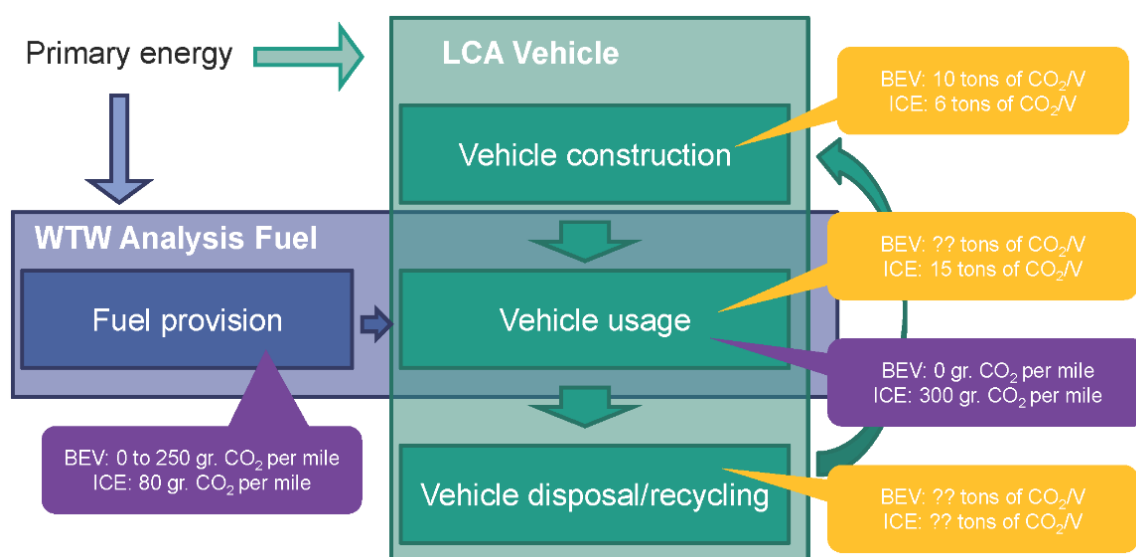 Primary energy
LCA Vehicle
BEV: 10 tons of CO₂/V
ICE: 6 tons of CO₂/V
Vehicle construction
WTW Analysis Fuel
BEV: ?? tons of CO₂/V
ICE: 15 tons of CO₂/V
Fuel provision
Vehicle usage
BEV: 0 gr. CO₂ per mile
ICE: 300 gr. CO₂ per mile
BEV: 0 to 250 gr. CO₂ per mile
ICE: 80 gr. CO₂ per mile
Vehicle disposal/recycling
BEV: ?? tons of CO₂/V
ICE: ?? tons of CO₂/V